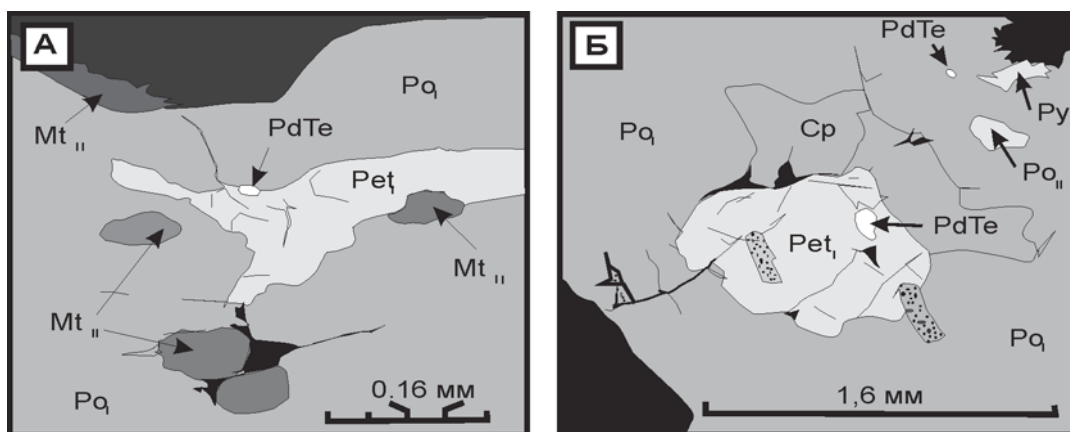 А
Po I
Mt II
PdTe
Pet I
Mt II
Mt II
Po I
0.16 мм
Б
PdTe
Po I
Cp
Py
Po II
PdTe
Pet I
Po I
1,6 мм